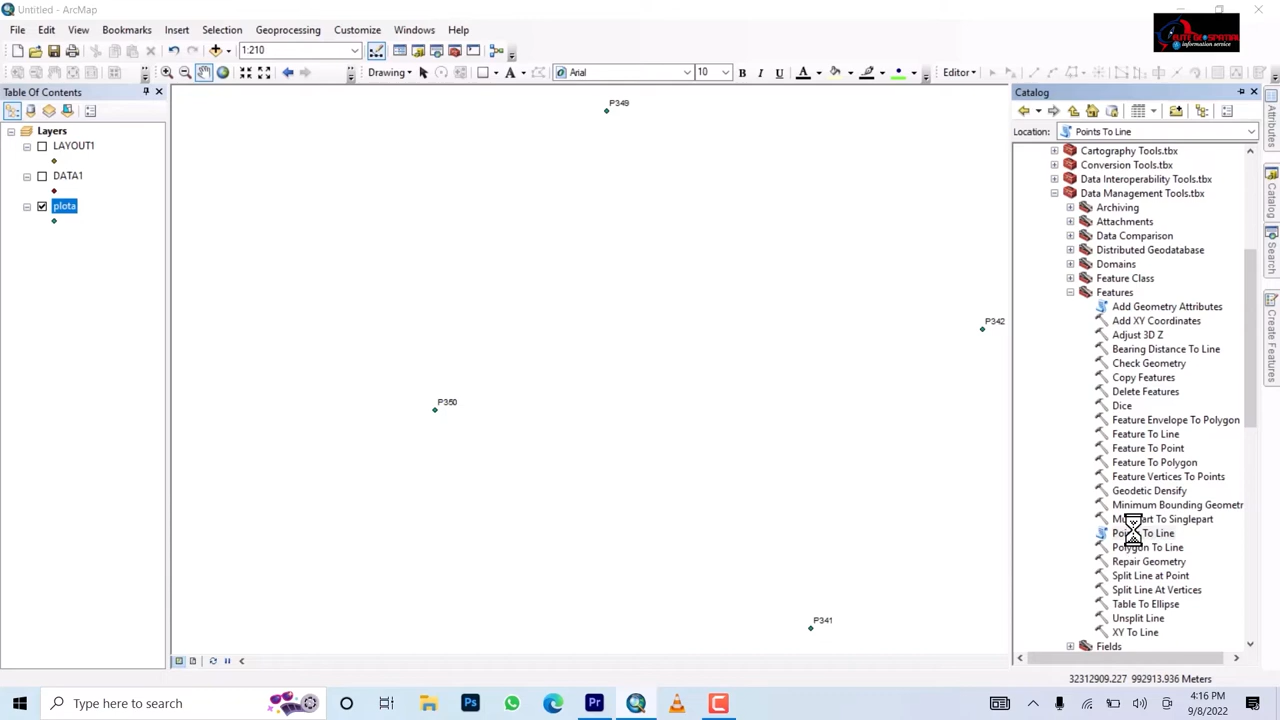 Untitled - ArcMap
File Edit View Bookmarks Insert Selection Geoprocessing Customize Windows Help
1:210
Drawing Arial 10 B I U A Editor
Table Of Contents
Layers
LAYOUT1
DATA1
plota
P349
P342
P350
P341
Catalog
Location: Points To Line
Cartography Tools.tbx
Conversion Tools.tbx
Data Interoperability Tools.tbx
Data Management Tools.tbx
Archiving
Attachments
Data Comparison
Distributed Geodatabase
Domains
Feature Class
Features
Add Geometry Attributes
Add XY Coordinates
Adjust 3D Z
Bearing Distance To Line
Check Geometry
Copy Features
Delete Features
Dice
Feature Envelope To Polygon
Feature To Line
Feature To Point
Feature To Polygon
Feature Vertices To Points
Geodetic Densify
Minimum Bounding Geometr
To Singlepart
To Line
Polygon To Line
Repair Geometry
Split Line at Point
Split Line At Vertices
Table To Ellipse
Unsplit Line
XY To Line
Fields
Attributes
Catalog
Search
Create Features
32312909.227 992913.936 Meters
Type here to search
4:16 PM
9/8/2022
information service